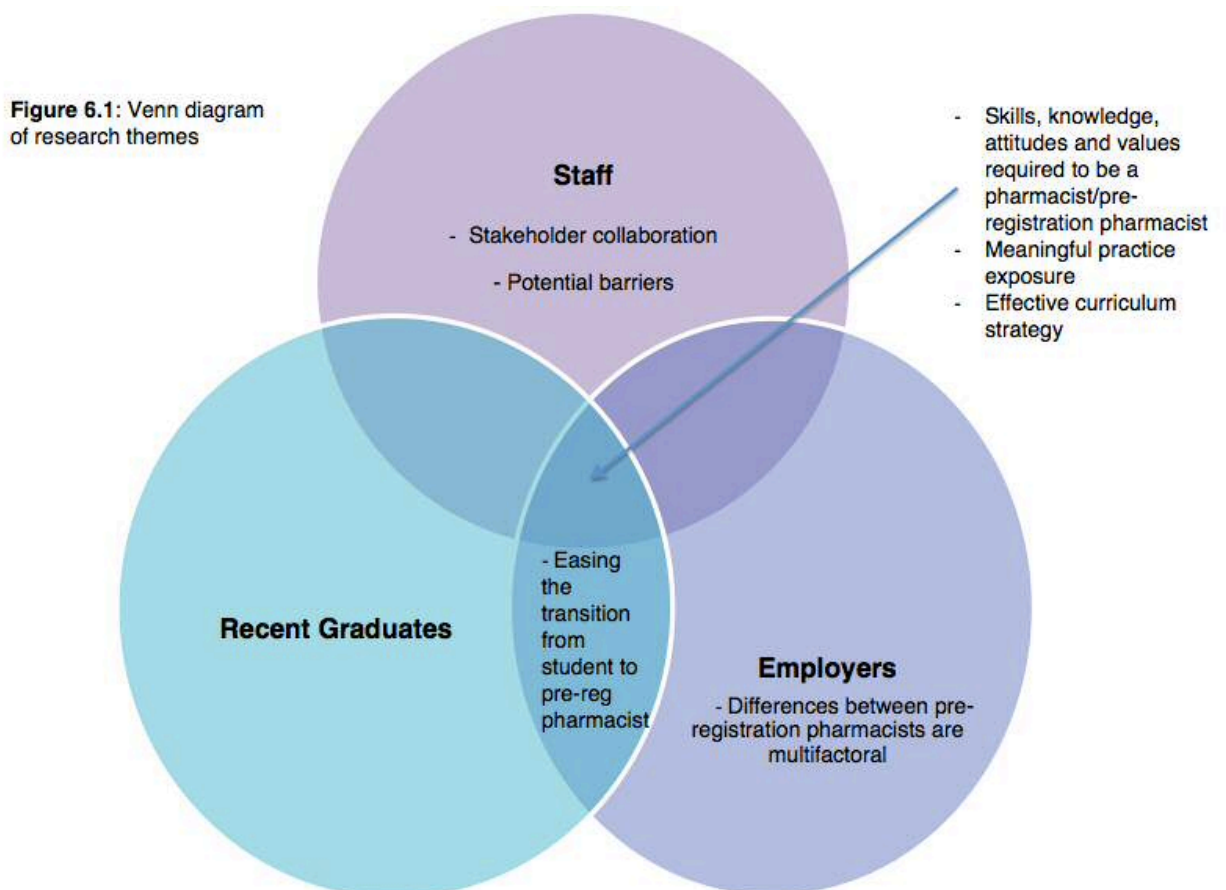 Figure 6.1: Venn diagram
of research themes
Staff
- Stakeholder collaboration
- Potential barriers
- Skills, knowledge,
attitudes and values
required to be a
pharmacist/pre-
registration pharmacist
- Meaningful practice
exposure
- Effective curriculum
strategy
Recent Graduates
- Easing
the
transition
from
student to
pre-reg
pharmacist
Employers
- Differences between pre-
registration pharmacists are
multifactoral